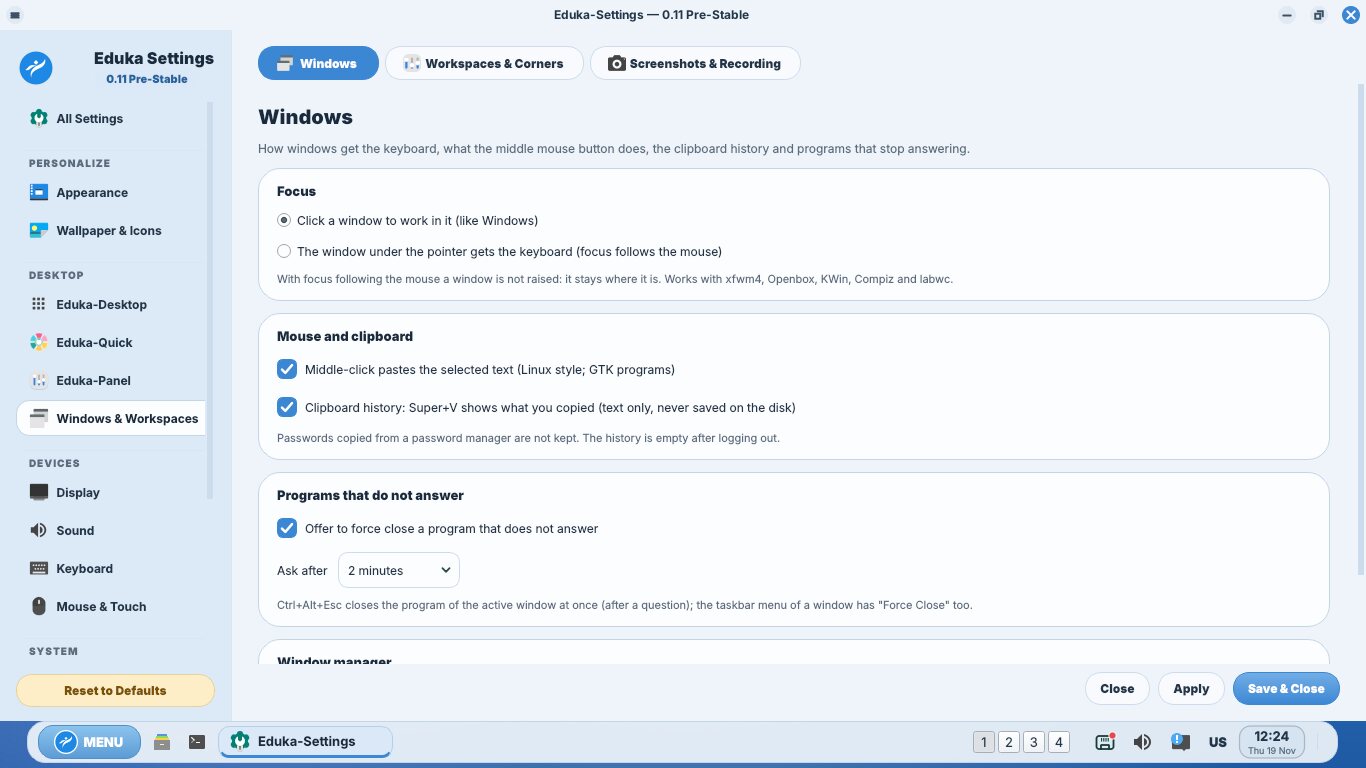 Eduka-Settings — 0.11 Pre-Stable
Eduka Settings
0.11 Pre-Stable
All Settings
PERSONALIZE
Appearance
Wallpaper & Icons
DESKTOP
Eduka-Desktop
Eduka-Quick
Eduka-Panel
Windows & Workspaces
DEVICES
Display
Sound
Keyboard
Mouse & Touch
SYSTEM
Reset to Defaults
Windows
Workspaces & Corners
Screenshots & Recording
Windows
How windows get the keyboard, what the middle mouse button does, the clipboard history and programs that stop answering.
Focus
Click a window to work in it (like Windows)
The window under the pointer gets the keyboard (focus follows the mouse)
With focus following the mouse a window is not raised: it stays where it is. Works with xfwm4, Openbox, KWin, Compiz and labwc.
Mouse and clipboard
Middle-click pastes the selected text (Linux style; GTK programs)
Clipboard history: Super+V shows what you copied (text only, never saved on the disk)
Passwords copied from a password manager are not kept. The history is empty after logging out.
Programs that do not answer
Offer to force close a program that does not answer
Ask after
2 minutes
Ctrl+Alt+Esc closes the program of the active window at once (after a question); the taskbar menu of a window has "Force Close" too.
Window manager
Close
Apply
Save & Close
MENU
Eduka-Settings
1
2
3
4
US
12:24
Thu 19 Nov